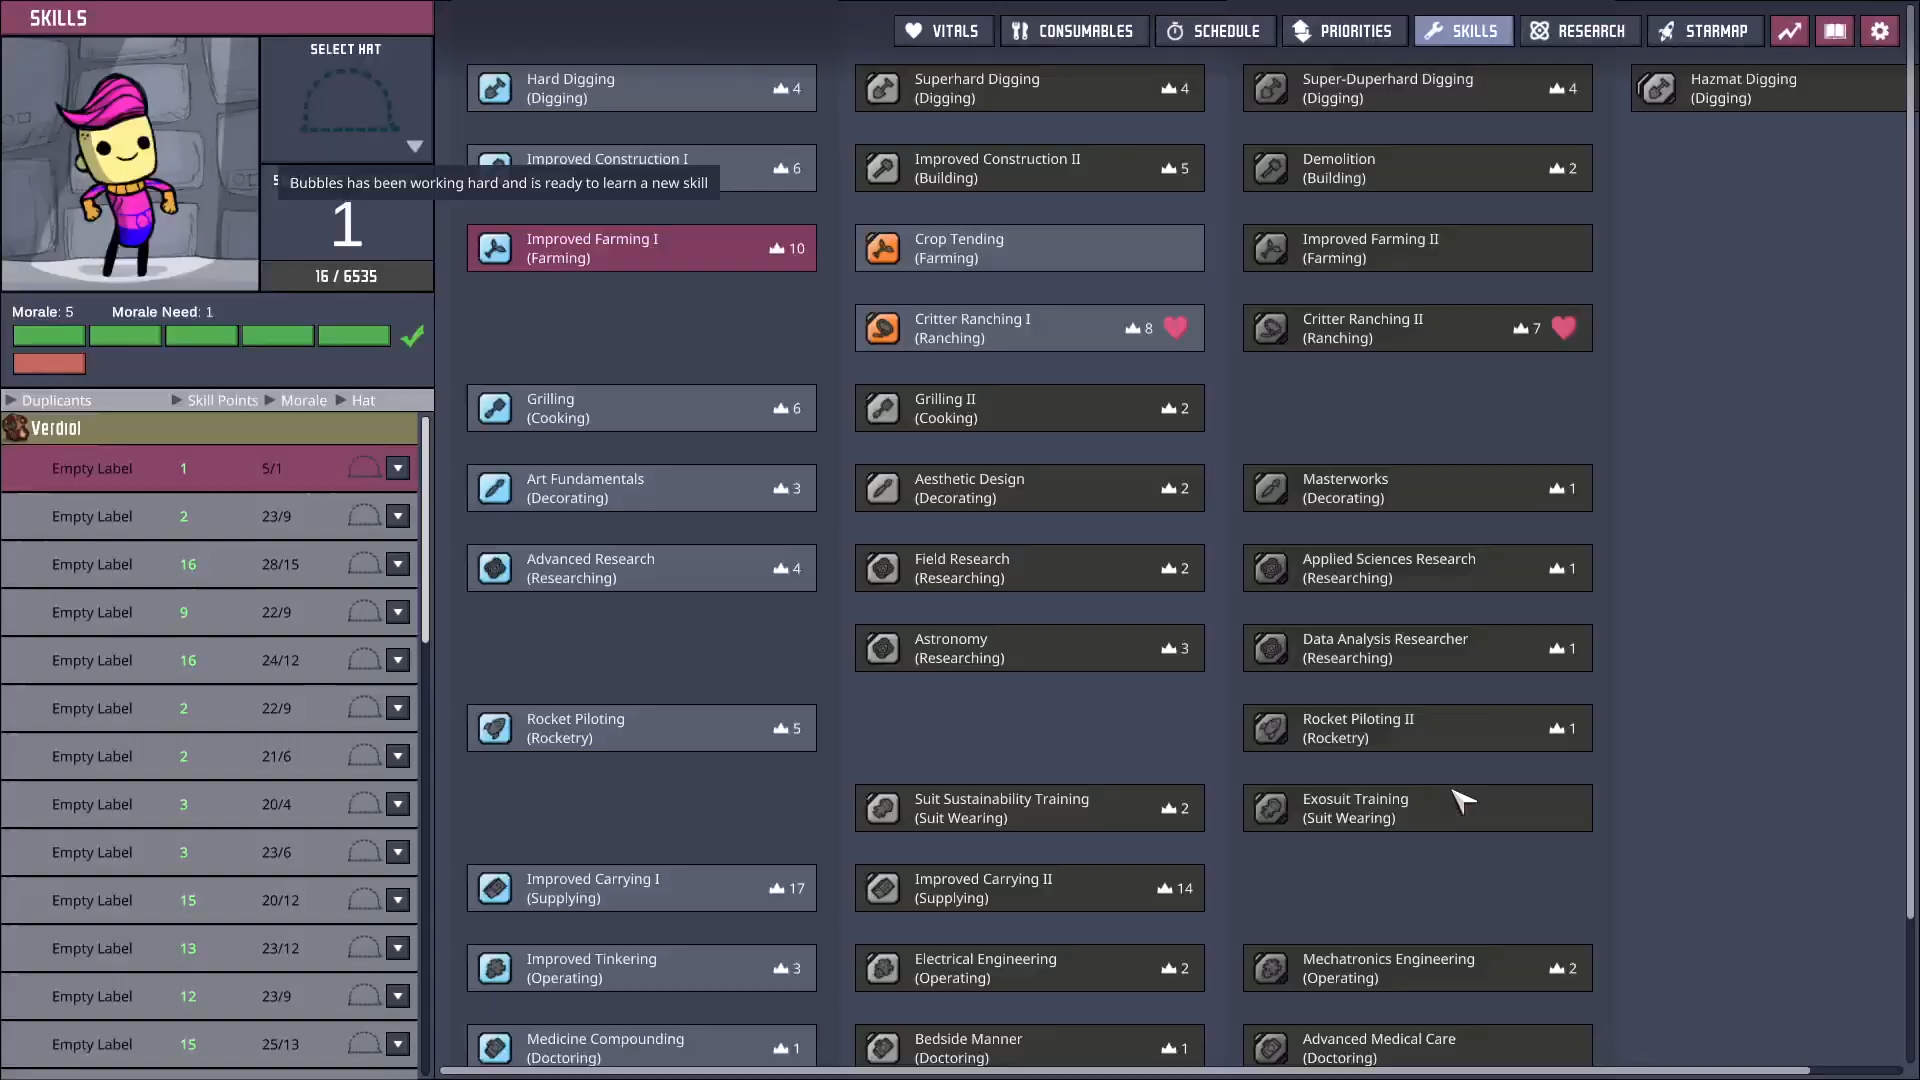 SKILLS
VITALS
CONSUMABLES
SCHEDULE
PRIORITIES
SKILLS
RESEARCH
STARMAP
SELECT HAT
Bubbles has been working hard and is ready to learn a new skill
1
16 / 6535
Morale: 5 Morale Need: 1
Duplicants Skill Points Morale Hat
Verdiol
Empty Label 1 5/1
Empty Label 2 23/9
Empty Label 16 28/15
Empty Label 9 22/9
Empty Label 16 24/12
Empty Label 2 22/9
Empty Label 2 21/6
Empty Label 3 20/4
Empty Label 3 23/6
Empty Label 15 20/12
Empty Label 13 23/12
Empty Label 12 23/9
Empty Label 15 25/13
Hard Digging 4
(Digging)
Superhard Digging 4
(Digging)
Super-Duperhard Digging 4
(Digging)
Hazmat Digging
(Digging)
Improved Construction I 6
Improved Construction II 5
(Building)
Demolition 2
(Building)
Improved Farming I 10
(Farming)
Crop Tending
(Farming)
Improved Farming II
(Farming)
Critter Ranching I 8
(Ranching)
Critter Ranching II 7
(Ranching)
Grilling 6
(Cooking)
Grilling II 2
(Cooking)
Art Fundamentals 3
(Decorating)
Aesthetic Design 2
(Decorating)
Masterworks 1
(Decorating)
Advanced Research 4
(Researching)
Field Research 2
(Researching)
Applied Sciences Research 1
(Researching)
Astronomy 3
(Researching)
Data Analysis Researcher 1
(Researching)
Rocket Piloting 5
(Rocketry)
Rocket Piloting II 1
(Rocketry)
Suit Sustainability Training 2
(Suit Wearing)
Exosuit Training
(Suit Wearing)
Improved Carrying I 17
(Supplying)
Improved Carrying II 14
(Supplying)
Improved Tinkering 3
(Operating)
Electrical Engineering 2
(Operating)
Mechatronics Engineering 2
(Operating)
Medicine Compounding 1
(Doctoring)
Bedside Manner 1
(Doctoring)
Advanced Medical Care
(Doctoring)